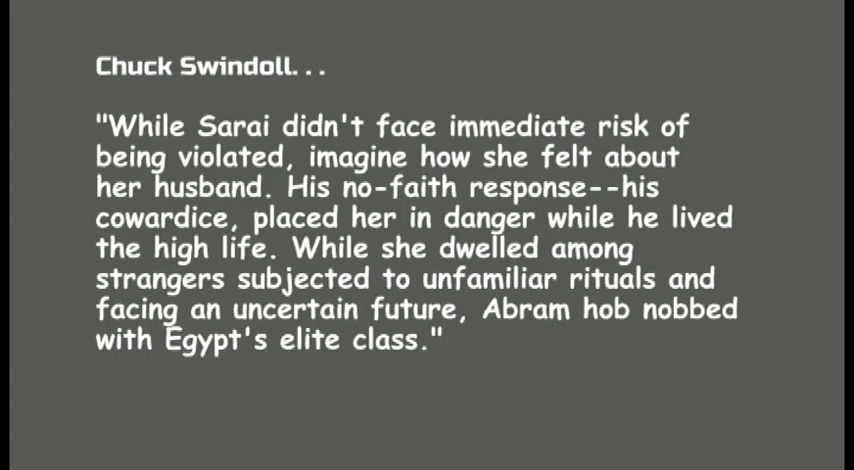 Chuck Swindoll. . .
"While Sarai didn't face immediate risk of
being violated, imagine how she felt about
her husband. His no-faith response--his
cowardice, placed her in danger while he lived
the high life. While she dwelled among
strangers subjected to unfamiliar rituals and
facing an uncertain future, Abram hob nobbed
with Egypt's elite class."